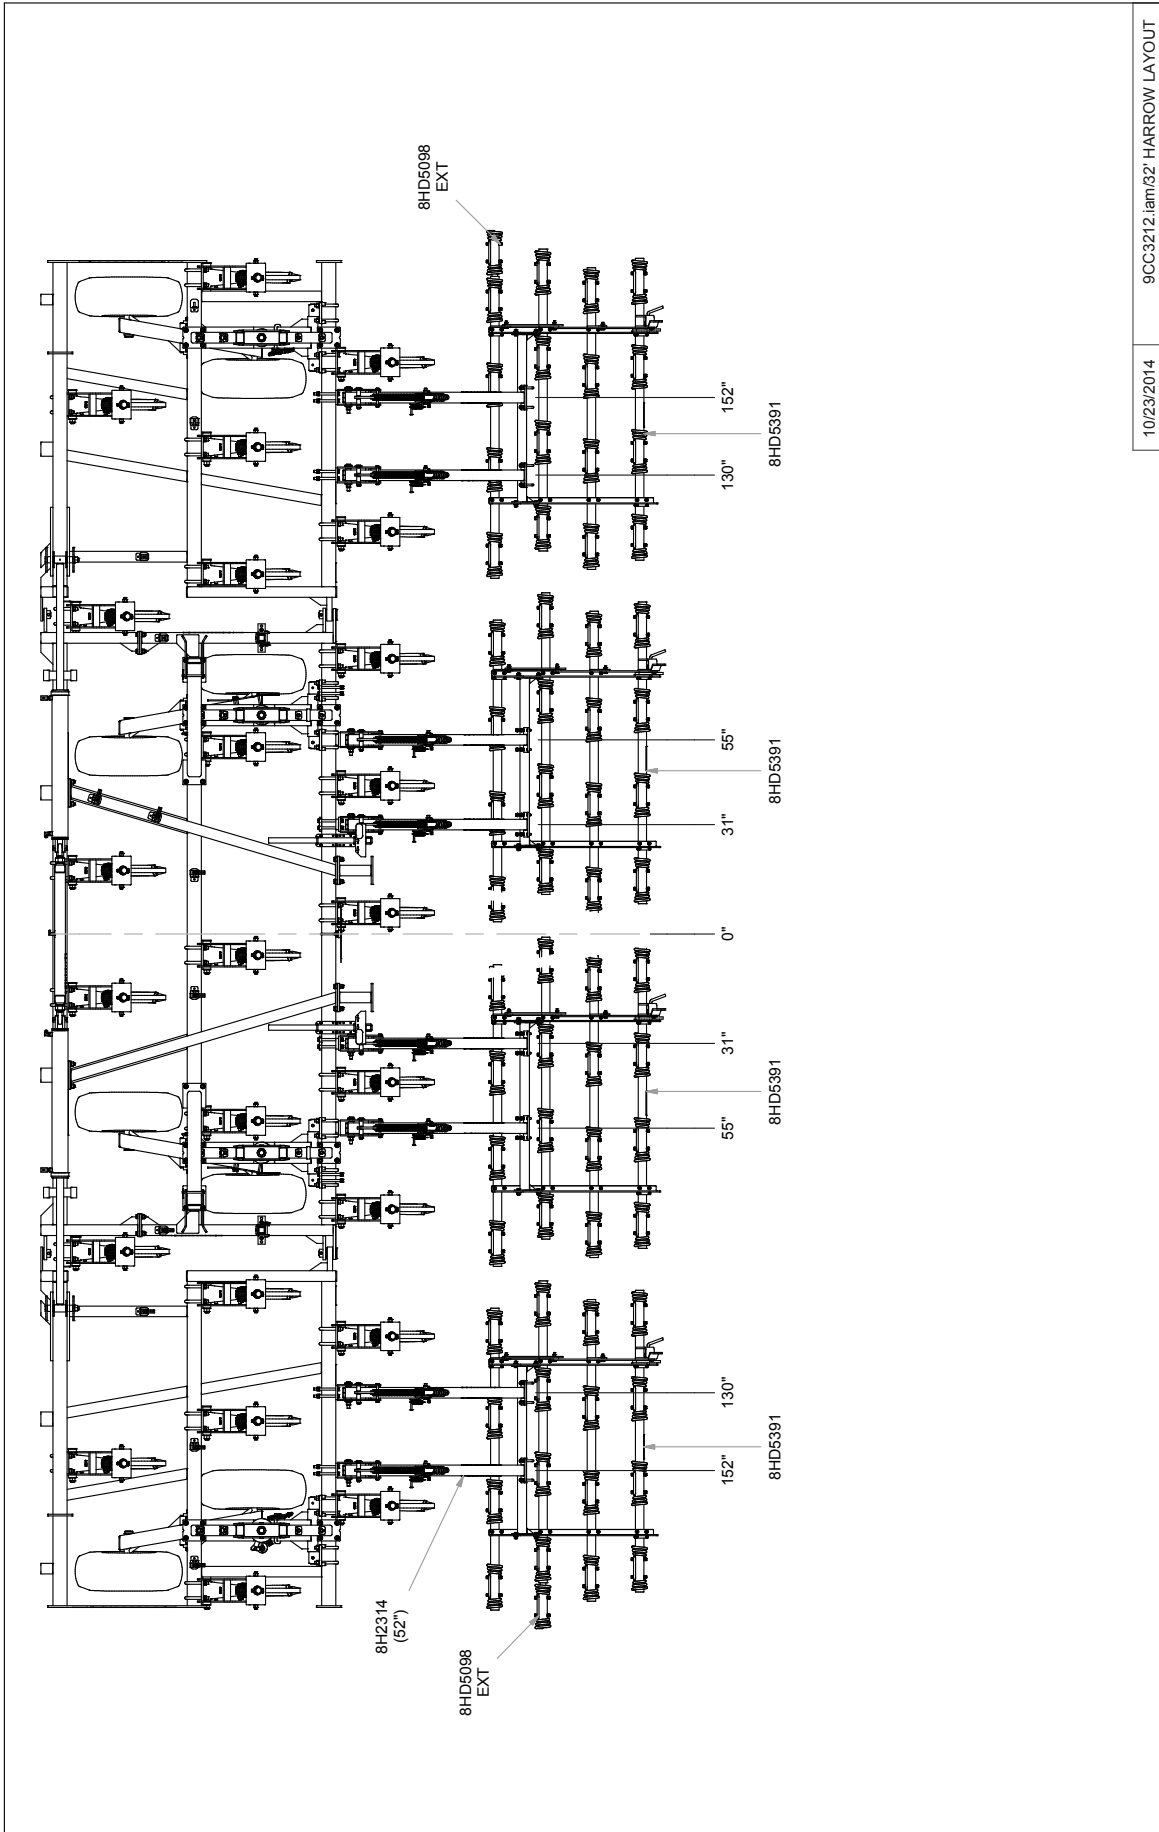 8HD5098
EXT
8H2314
(52")
8HD5098
EXT
152"
130"
55"
31"
0"
31"
55"
130"
152"
8HD5391
8HD5391
8HD5391
8HD5391
10/23/2014
9CC3212.iam/32' HARROW LAYOUT